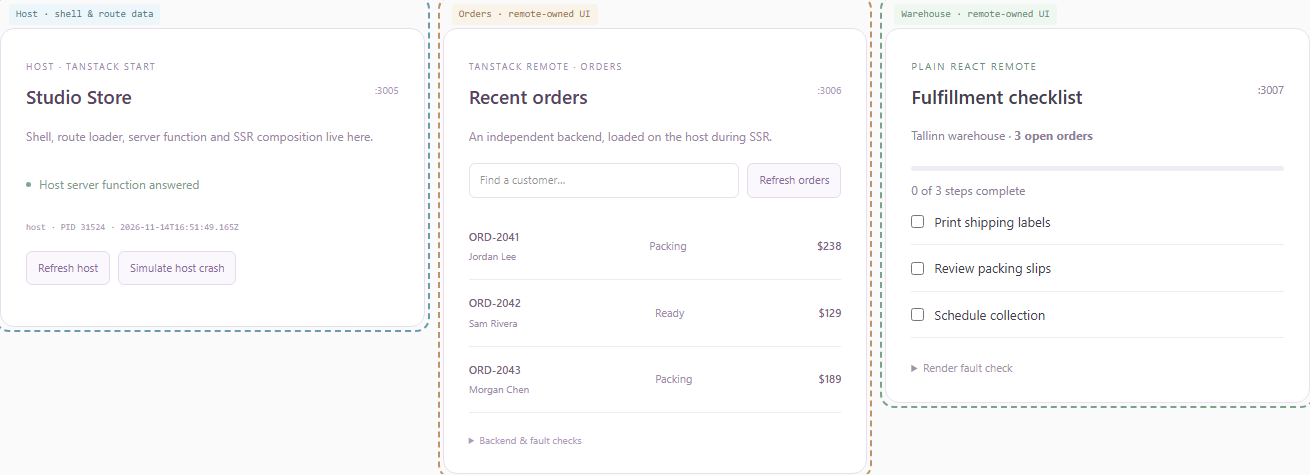 Host · shell & route data
HOST · TANSTACK START
Studio Store
:3005
Shell, route loader, server function and SSR composition live here.
Host server function answered
host · PID 31524 · 2026-11-14T16:51:49.165Z
Refresh host
Simulate host crash
Orders · remote-owned UI
TANSTACK REMOTE · ORDERS
Recent orders
:3006
An independent backend, loaded on the host during SSR.
Find a customer...
Refresh orders
ORD-2041
Jordan Lee
Packing
$238
ORD-2042
Sam Rivera
Ready
$129
ORD-2043
Morgan Chen
Packing
$189
Backend & fault checks
Warehouse · remote-owned UI
PLAIN REACT REMOTE
Fulfillment checklist
:3007
Tallinn warehouse · 3 open orders
0 of 3 steps complete
Print shipping labels
Review packing slips
Schedule collection
Render fault check